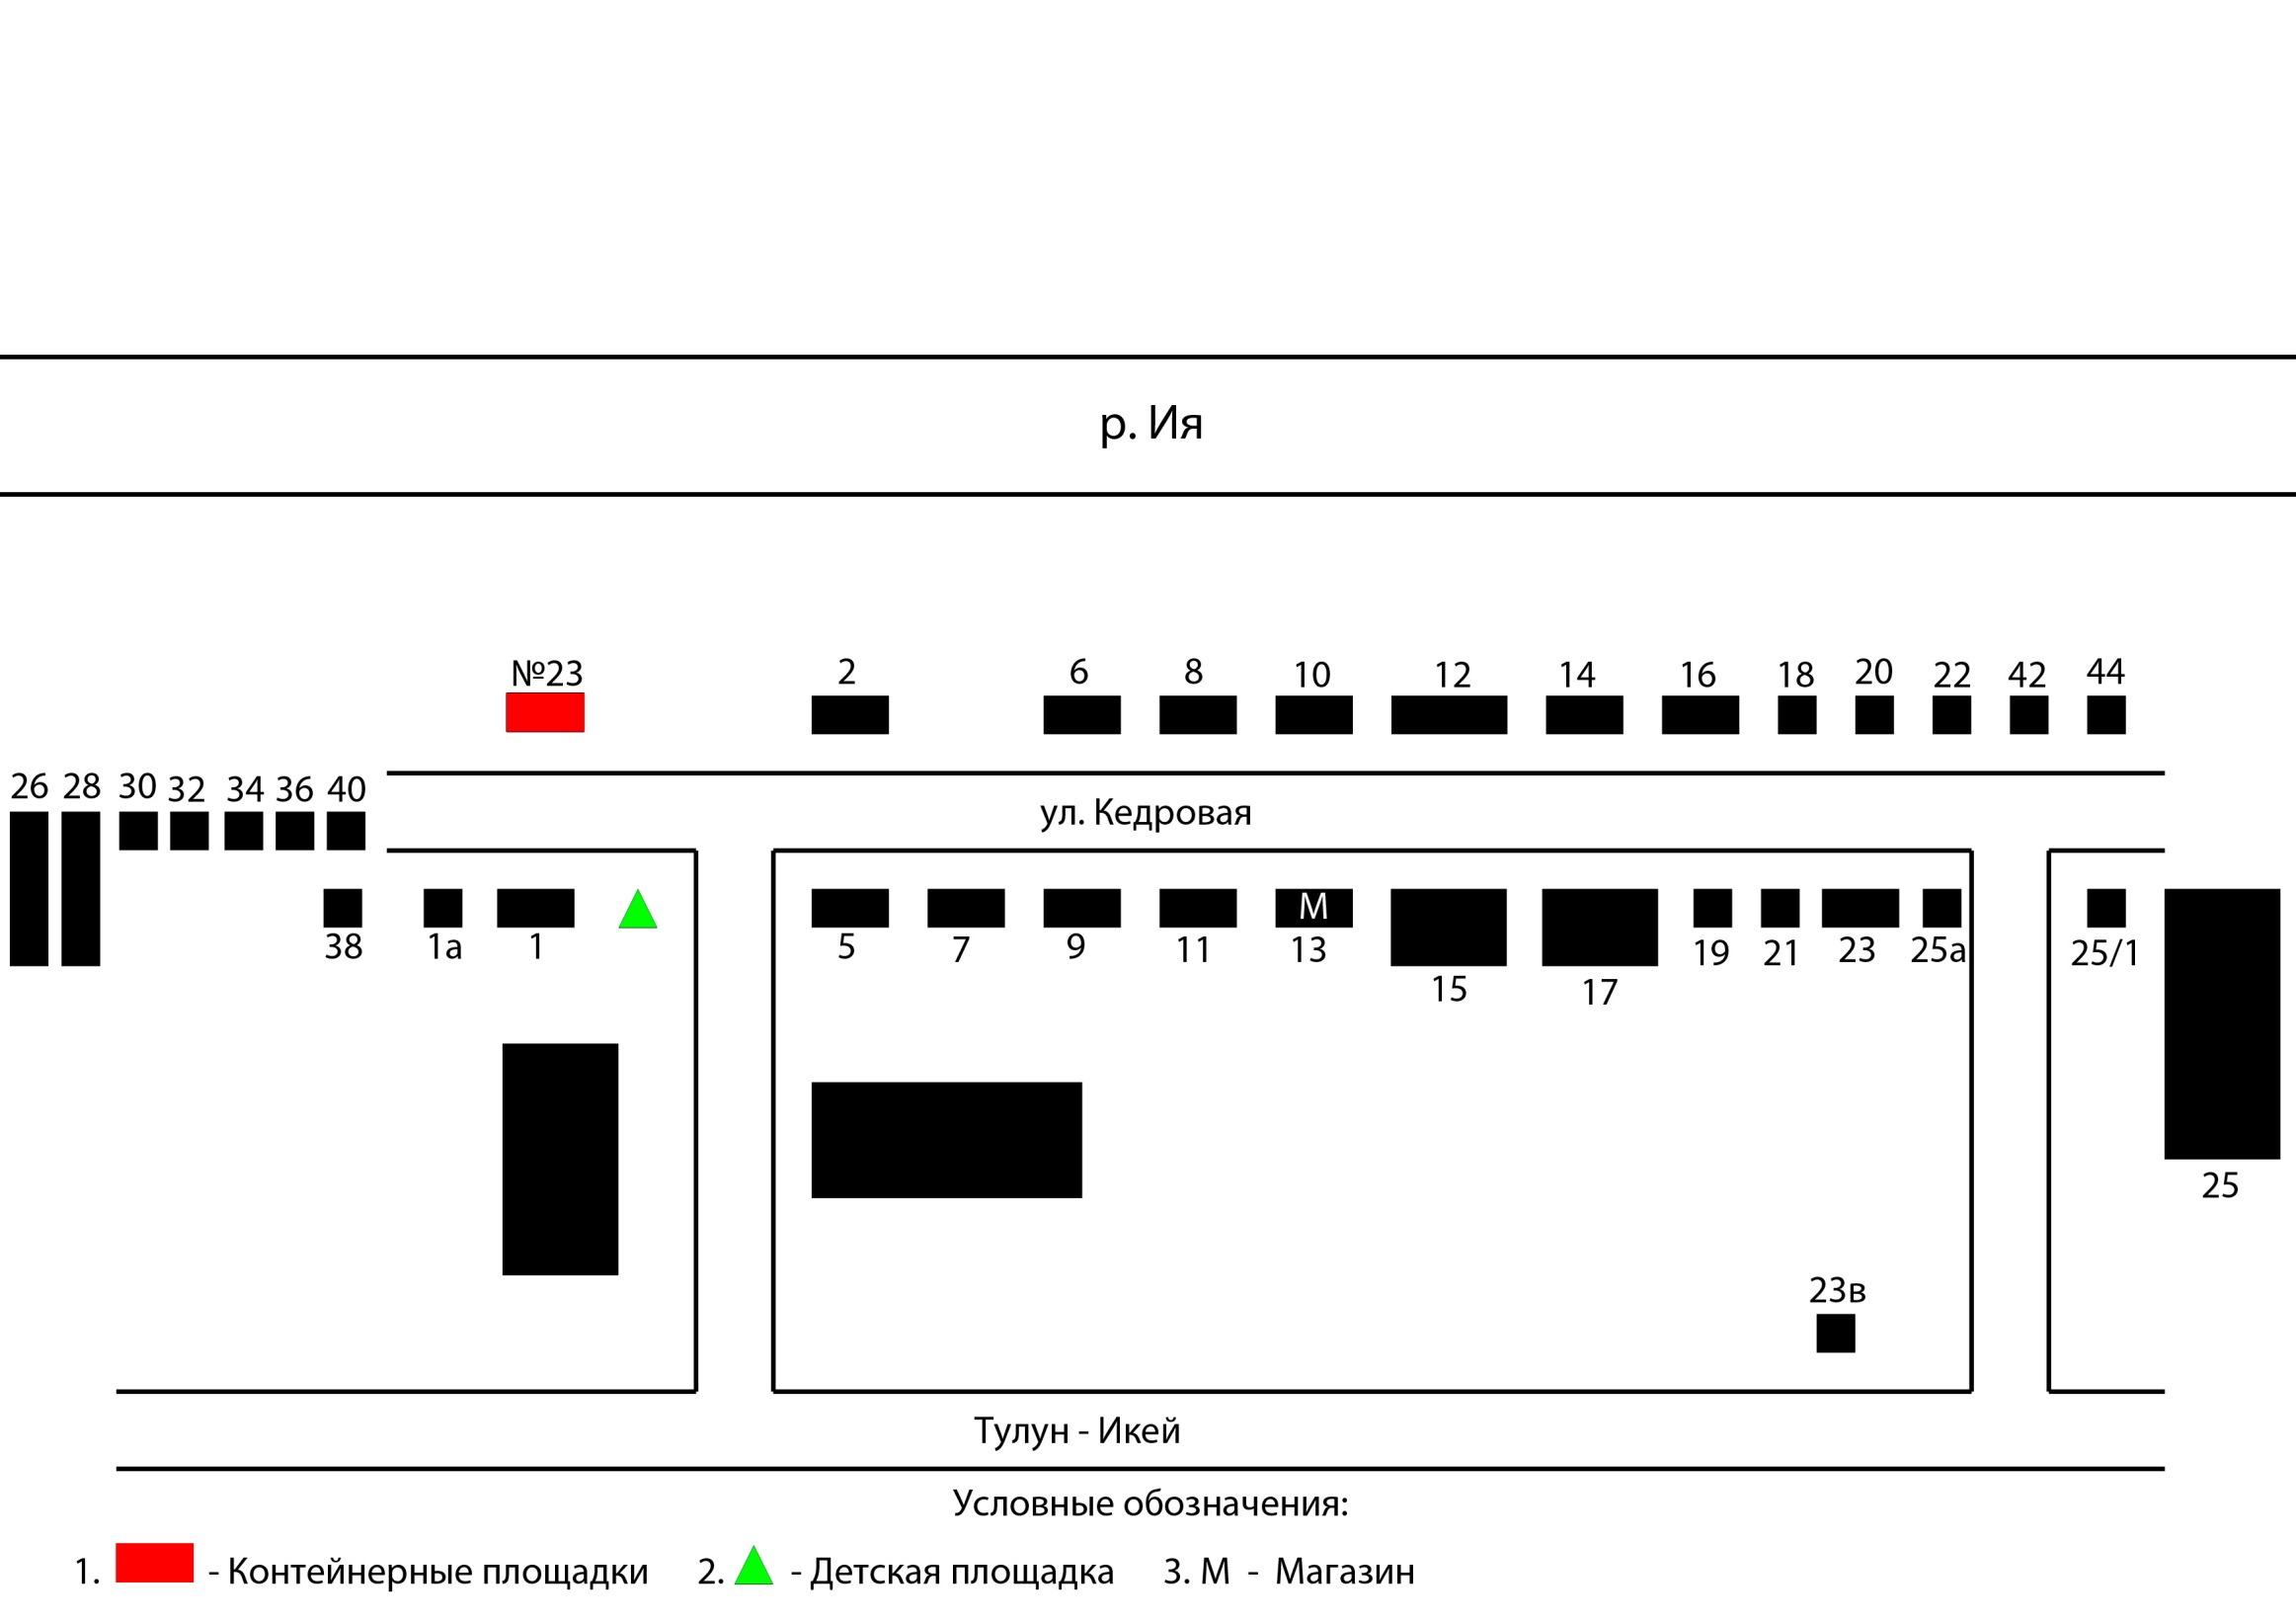 р. Ия
№23 2 6 8 10 12 14 16 18 20 22 42 44
26 28 30 32 34 36 40
ул. Кедровая
М
38 1а 1 5 7 9 11 13 19 21 23 25а 25/1
15 17
25
23в
Тулун - Икей
Условные обозначения:
1. - Контейнерные площадки 2. - Детская площадка 3. М - Магазин